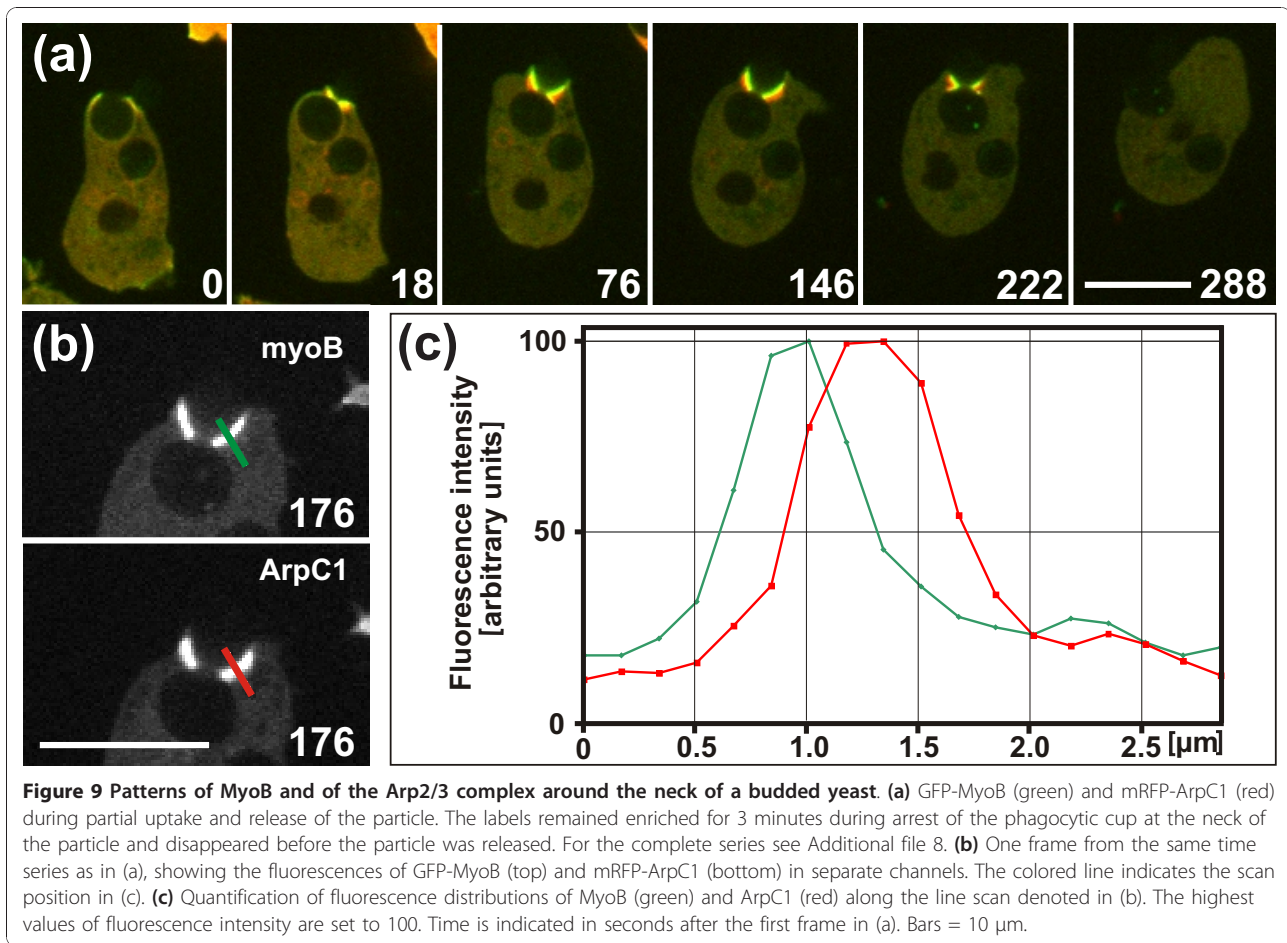 (a)
0
18
76
146
222
288
(b)
myoB
176
ArpC1
176
(c)
Fluorescence intensity
[arbitrary units]
100
50
0
0 0.5 1.0 1.5 2.0 2.5 [µm]
Figure 9 Patterns of MyoB and of the Arp2/3 complex around the neck of a budded yeast. (a) GFP-MyoB (green) and mRFP-ArpC1 (red)
during partial uptake and release of the particle. The labels remained enriched for 3 minutes during arrest of the phagocytic cup at the neck of
the particle and disappeared before the particle was released. For the complete series see Additional file 8. (b) One frame from the same time
series as in (a), showing the fluorescences of GFP-MyoB (top) and mRFP-ArpC1 (bottom) in separate channels. The colored line indicates the scan
position in (c). (c) Quantification of fluorescence distributions of MyoB (green) and ArpC1 (red) along the line scan denoted in (b). The highest
values of fluorescence intensity are set to 100. Time is indicated in seconds after the first frame in (a). Bars = 10 µm.